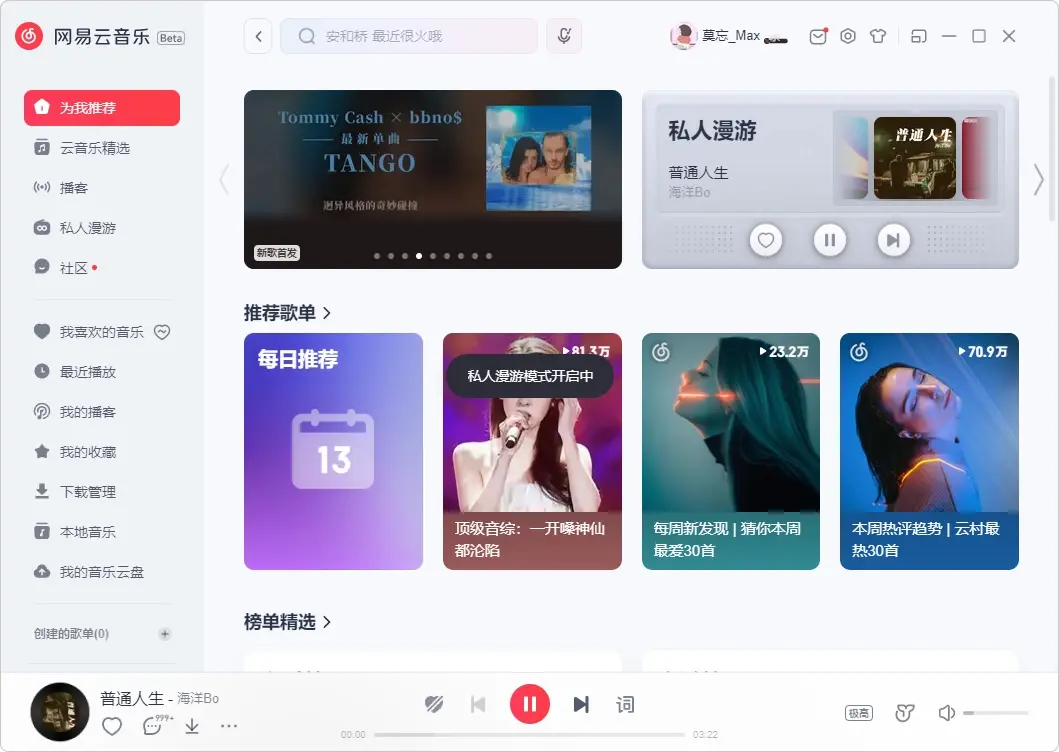 网易云音乐 Beta
安和桥 最近很火哦
莫忘_Max
为我推荐
云音乐精选
播客
私人漫游
社区
我喜欢的音乐
最近播放
我的播客
我的收藏
下载管理
本地音乐
我的音乐云盘
创建的歌单(0)
Tommy Cash × bbno$
最新单曲
TANGO
迥异风格的奇妙碰撞
新歌首发
私人漫游
普通人生
海洋Bo
普通人生
推荐歌单
每日推荐
13
81.3万
私人漫游模式开启中
顶级音综：一开嗓神仙
都沦陷
23.2万
每周新发现 | 猜你本周
最爱30首
70.9万
本周热评趋势 | 云村最
热30首
榜单精选
普通人生 - 海洋Bo
999+
词
00:00
03:22
极高